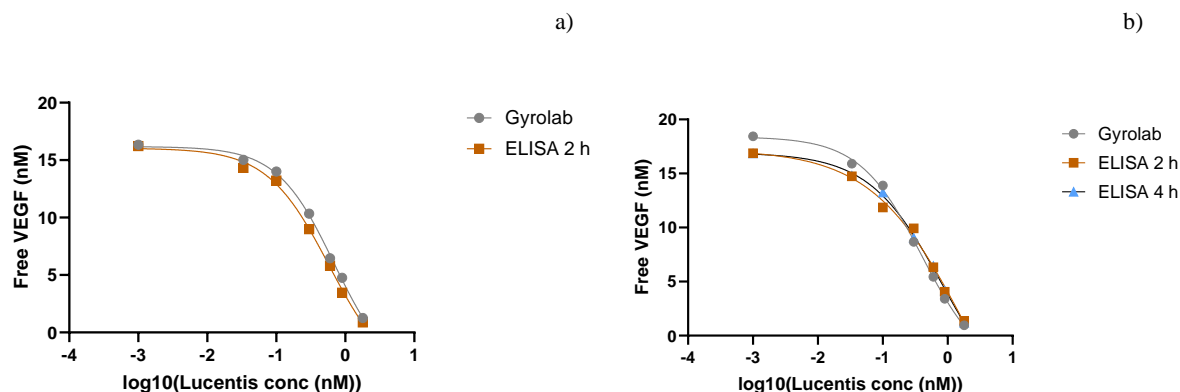 a)
b)
20
15
10
5
0
-4
-3
-2
-1
0
1
Free VEGF (nM)
log10(Lucentis conc (nM))
Gyrolab
ELISA 2 h
20
15
10
5
0
-4
-3
-2
-1
0
1
Free VEGF (nM)
log10(Lucentis conc (nM))
Gyrolab
ELISA 2 h
ELISA 4 h